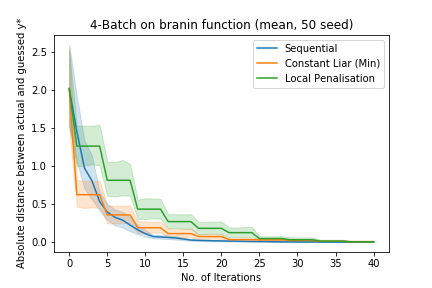 4-Batch on branin function (mean, 50 seed)
Absolute distance between actual and guessed y*
2.5
2.0
1.5
1.0
0.5
0.0
Sequential
Constant Liar (Min)
Local Penalisation
0 5 10 15 20 25 30 35 40
No. of Iterations